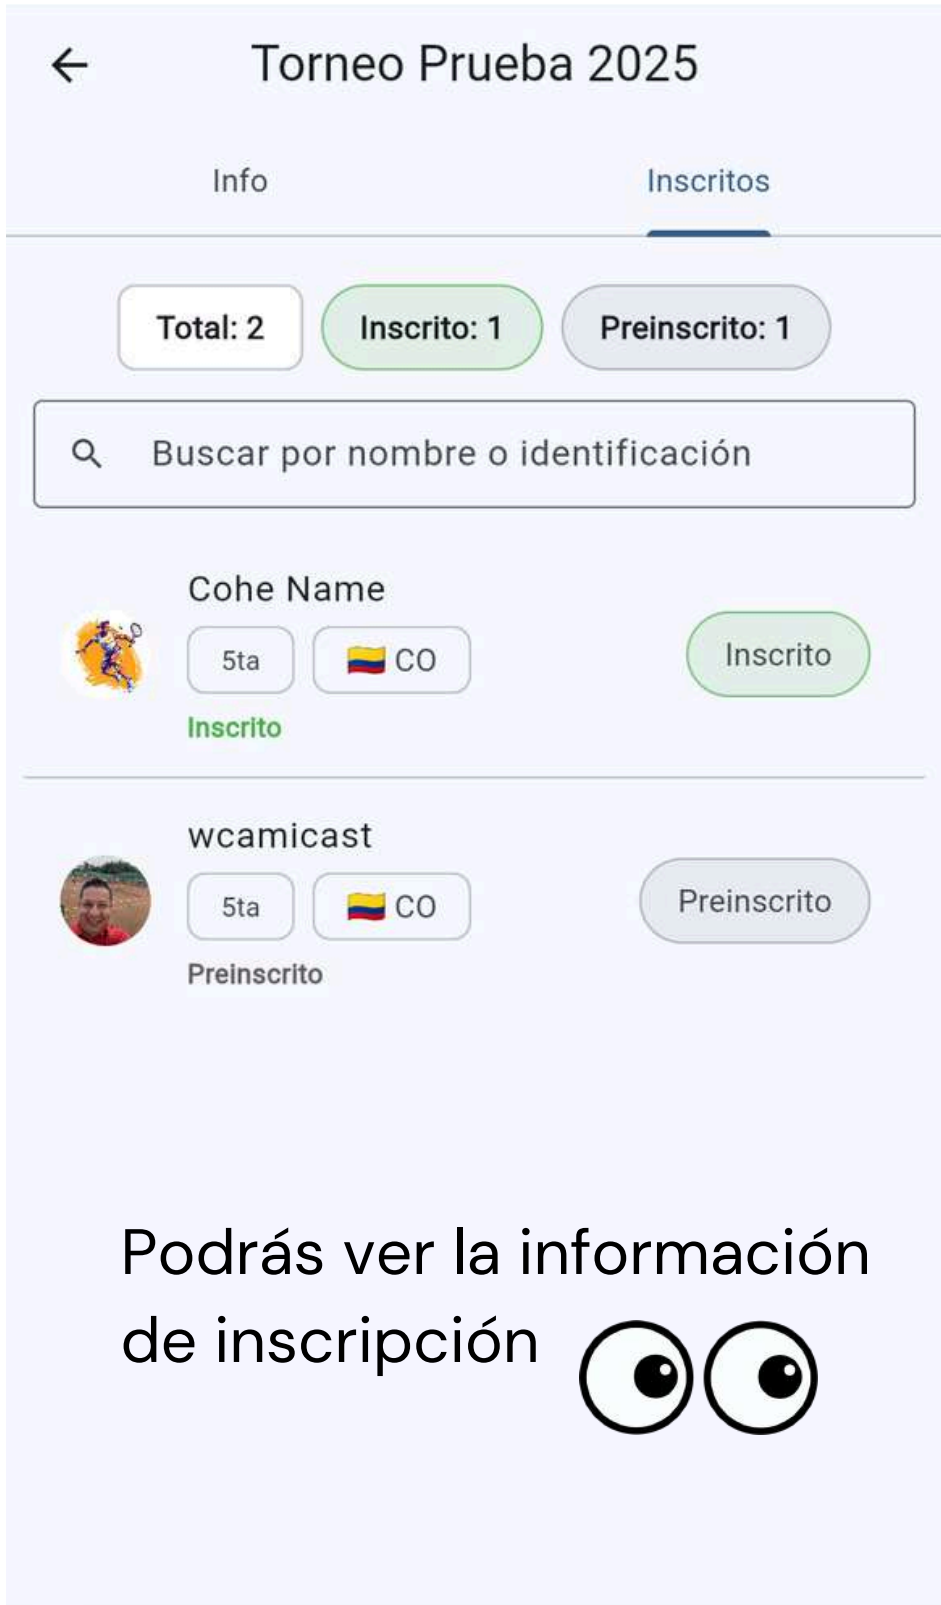 Torneo Prueba 2025
Info
Inscritos
Total: 2
Inscrito: 1
Preinscrito: 1
Buscar por nombre o identificación
Cohe Name
5ta
CO
Inscrito
Inscrito
wcamicast
5ta
CO
Preinscrito
Preinscrito
Podrás ver la información
de inscripción